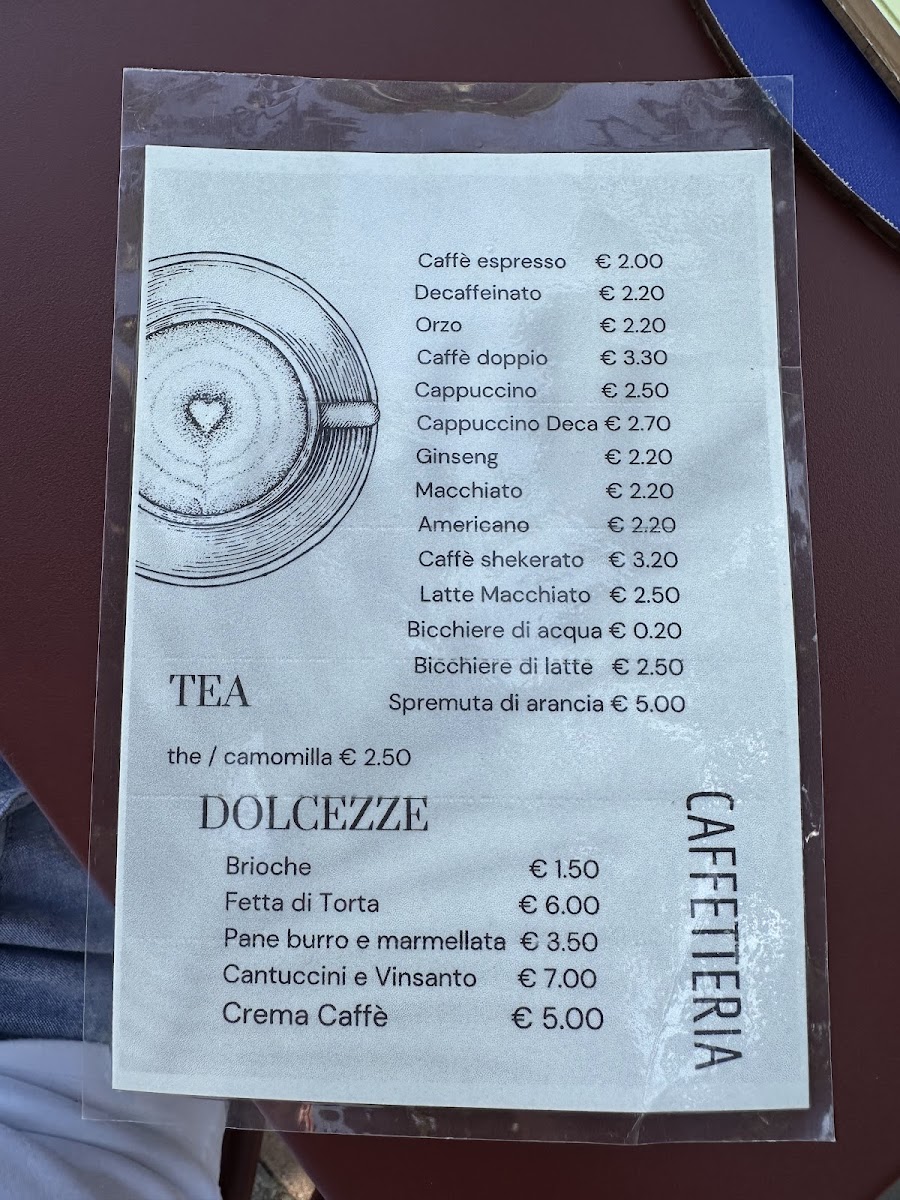 Caffè espresso € 2.00
Decaffeinato € 2.20
Orzo € 2.20
Caffè doppio € 3.30
Cappuccino € 2.50
Cappuccino Deca € 2.70
Ginseng € 2.20
Macchiato € 2.20
Americano € 2.20
Caffè shekerato € 3.20
Latte Macchiato € 2.50
Bicchiere di acqua € 0.20
Bicchiere di latte € 2.50
Spremuta di arancia € 5.00
TEA
the / camomilla € 2.50
DOLCEZZE
Brioche € 1.50
Fetta di Torta € 6.00
Pane burro e marmellata € 3.50
Cantuccini e Vinsanto € 7.00
Crema Caffè € 5.00
CAFFETTERIA